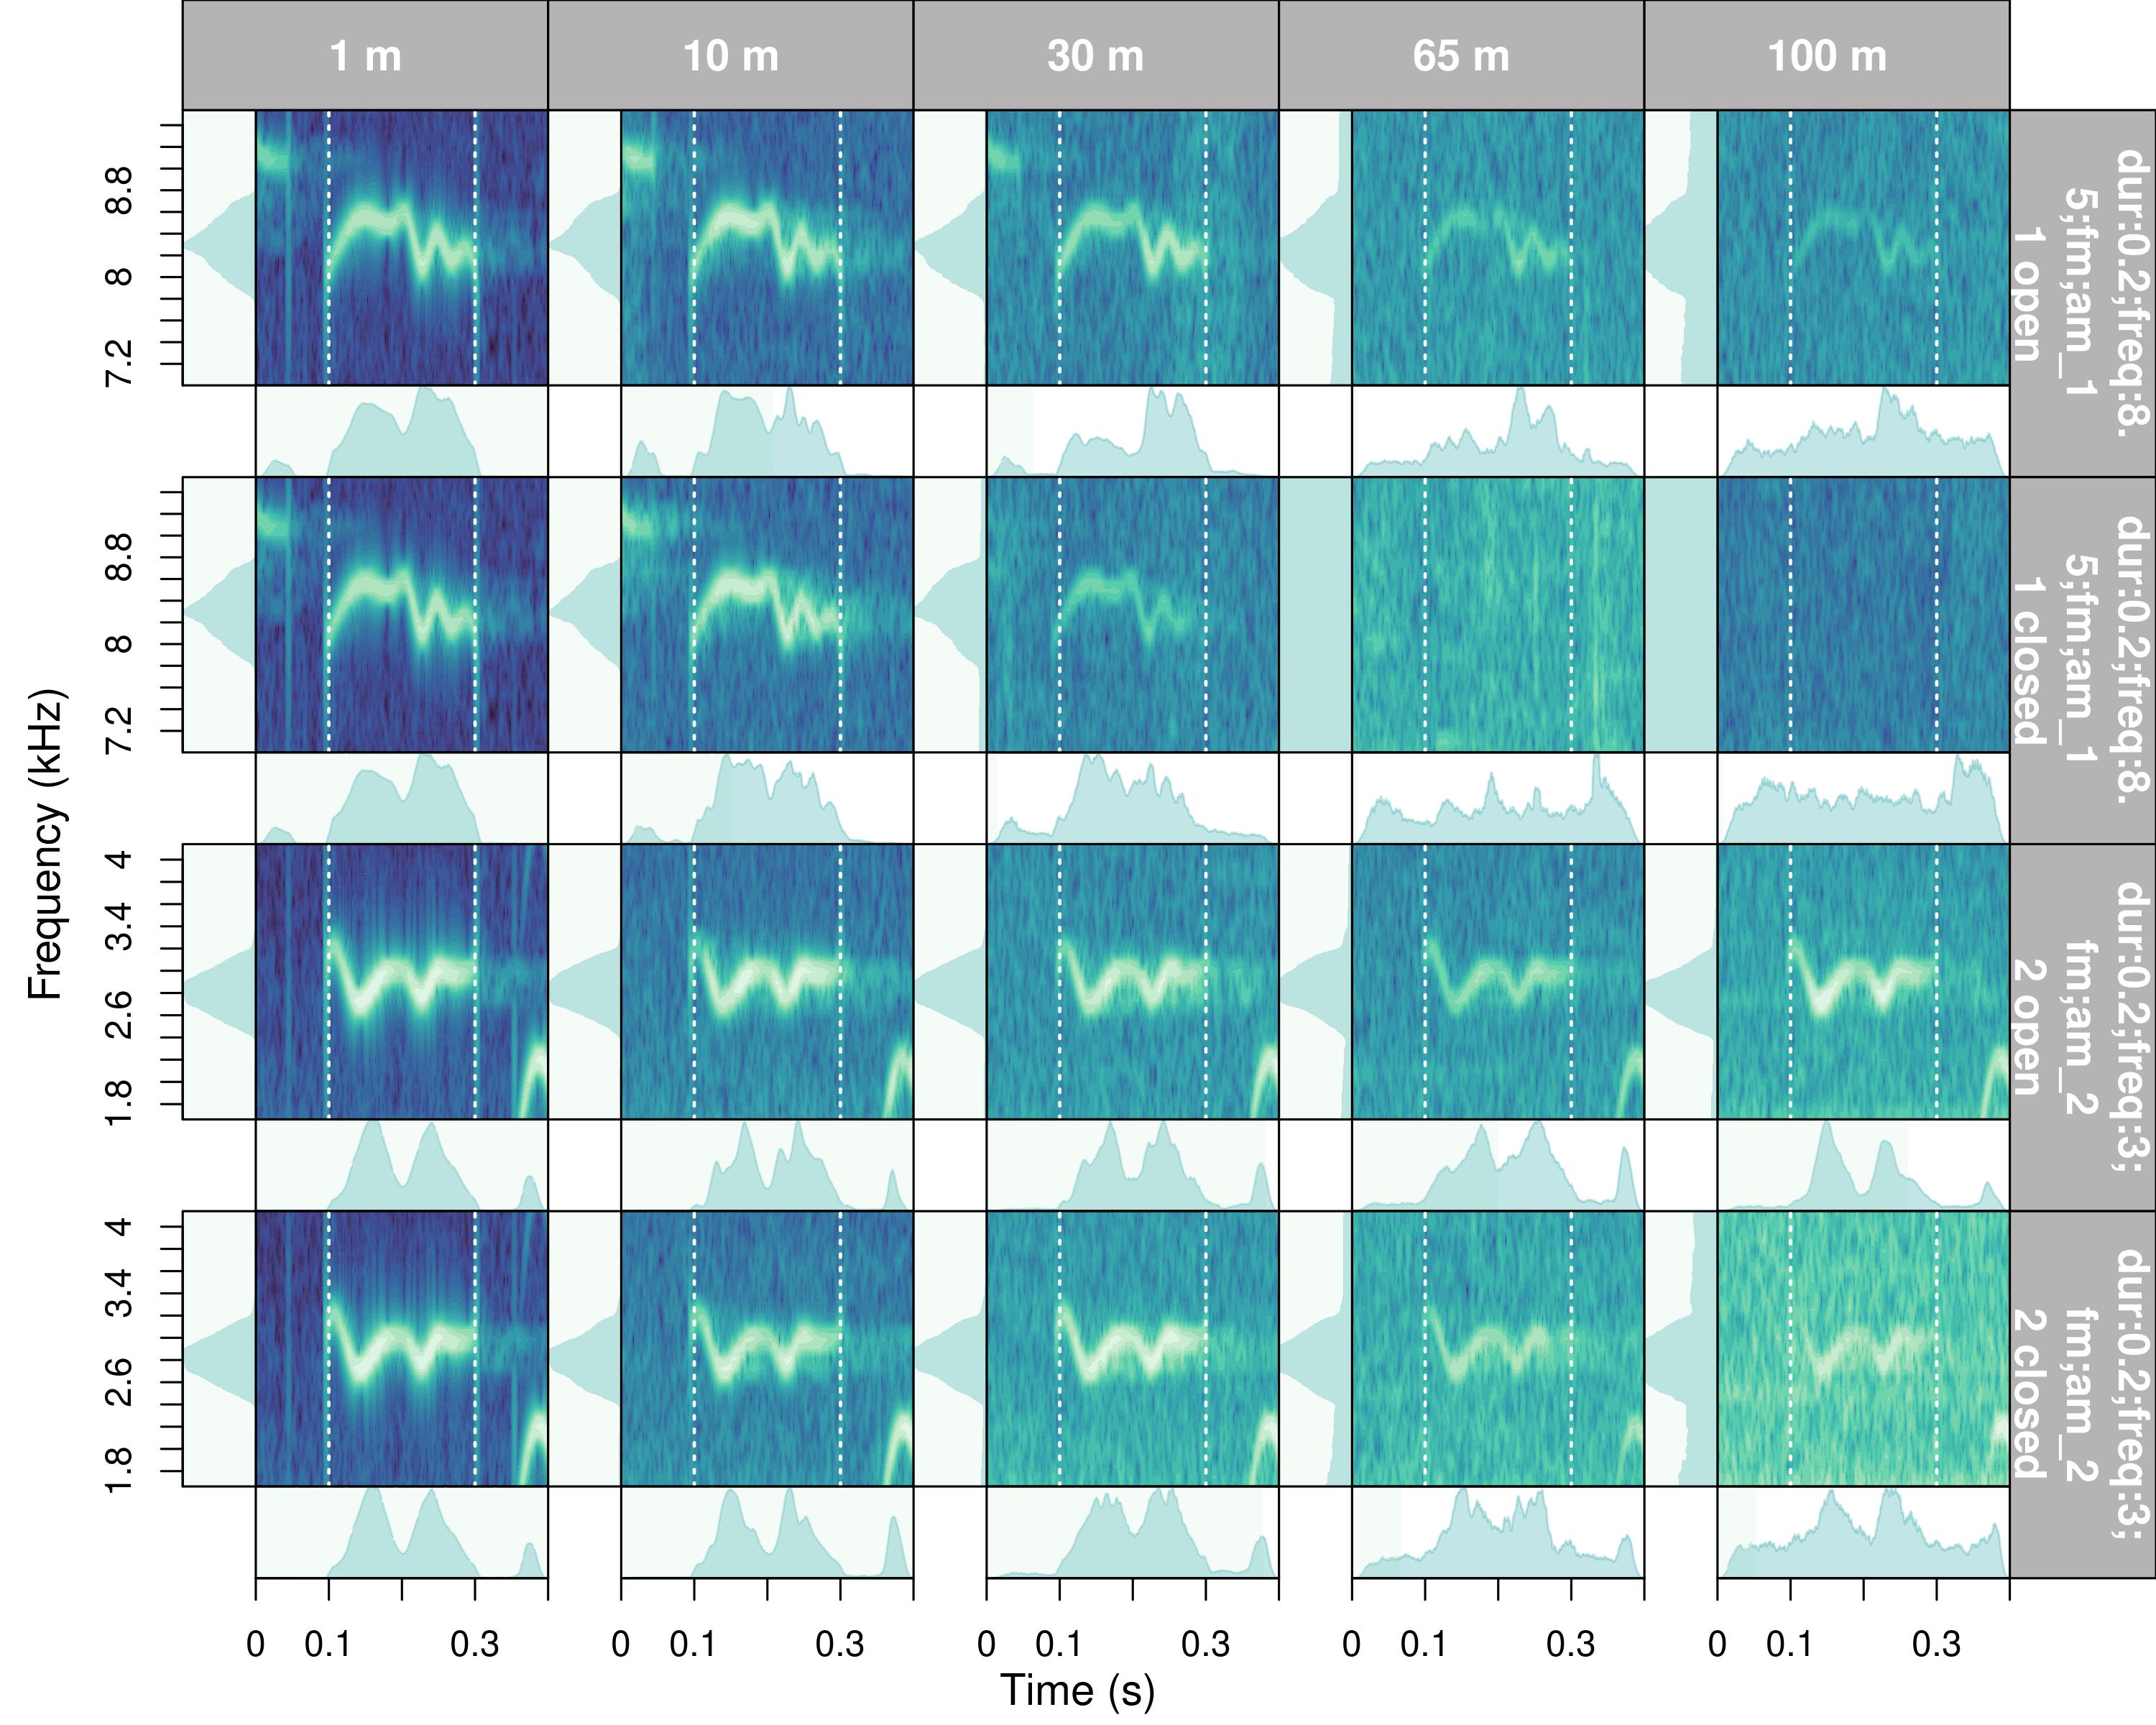 1 m
10 m
30 m
65 m
100 m
8.8
8
7.2
dur:0.2;freq:8.
5;fm;am_1
1 open
8.8
8
7.2
dur:0.2;freq:8.
5;fm;am_1
1 closed
4
3.4
2.6
1.8
dur:0.2;freq:3;
fm;am_2
2 open
4
3.4
2.6
1.8
dur:0.2;freq:3;
fm;am_2
2 closed
Frequency (kHz)
0 0.1 0.3
0 0.1 0.3
0 0.1 0.3
0 0.1 0.3
0 0.1 0.3
Time (s)